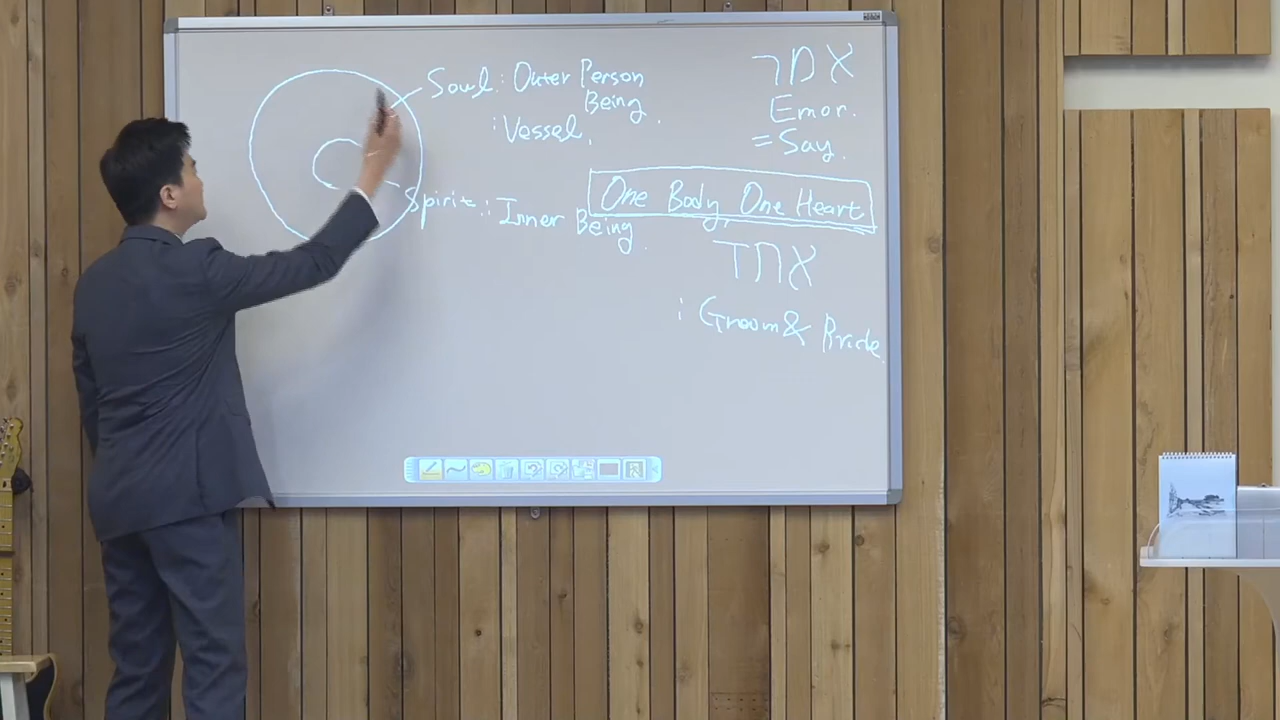 Soul : Outer Person
Being.
: Vessel.
Spirit : Inner Being.
אמר
Emor.
= Say.
One Body, One Heart
אחד
: Groom & Bride